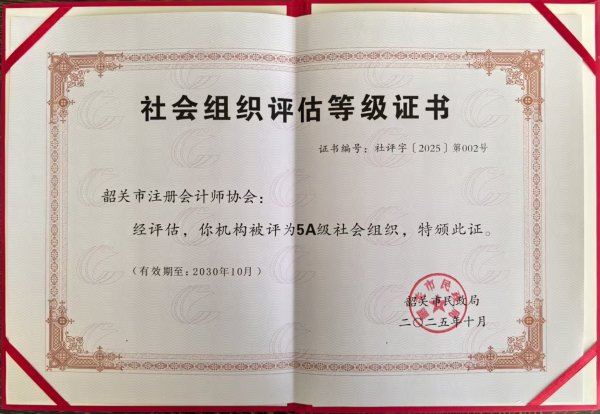 社会组织评估等级证书
证书编号：社评字〔2025〕第002号
韶关市注册会计师协会：
经评估，你机构被评为5A级社会组织，特颁此证。
（有效期至：2030年10月）
韶关市民政局
二〇二五年十月